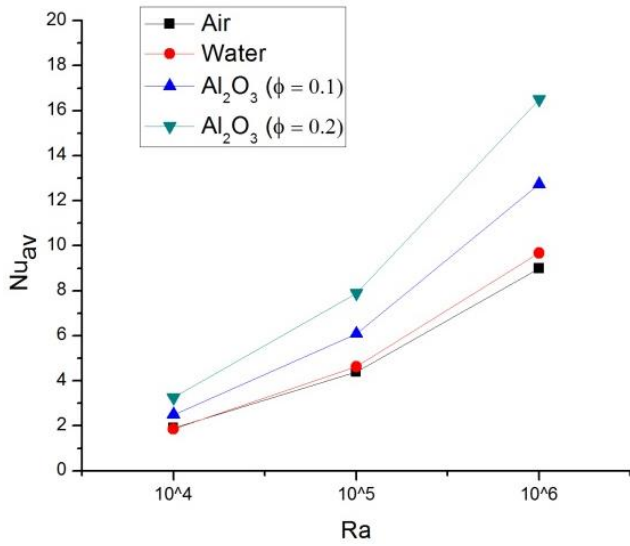 20
18
16
14
12
10
8
6
4
2
0
Nu_av
Air
Water
Al₂O₃ (ϕ = 0.1)
Al₂O₃ (ϕ = 0.2)
10^4
10^5
10^6
Ra